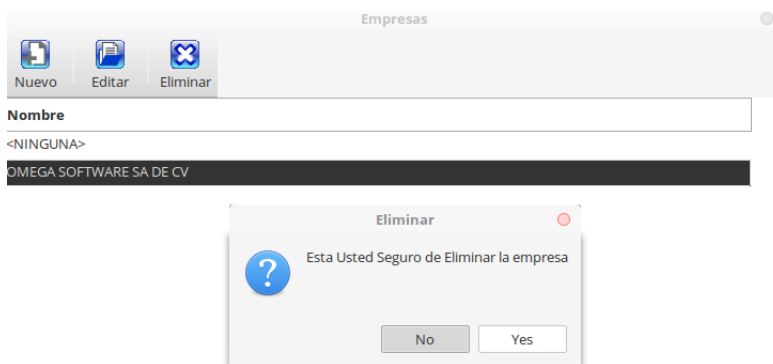 Empresas
Nuevo Editar Eliminar
Nombre
<NINGUNA>
OMEGA SOFTWARE SA DE CV
Eliminar
Esta Usted Seguro de Eliminar la empresa
No Yes